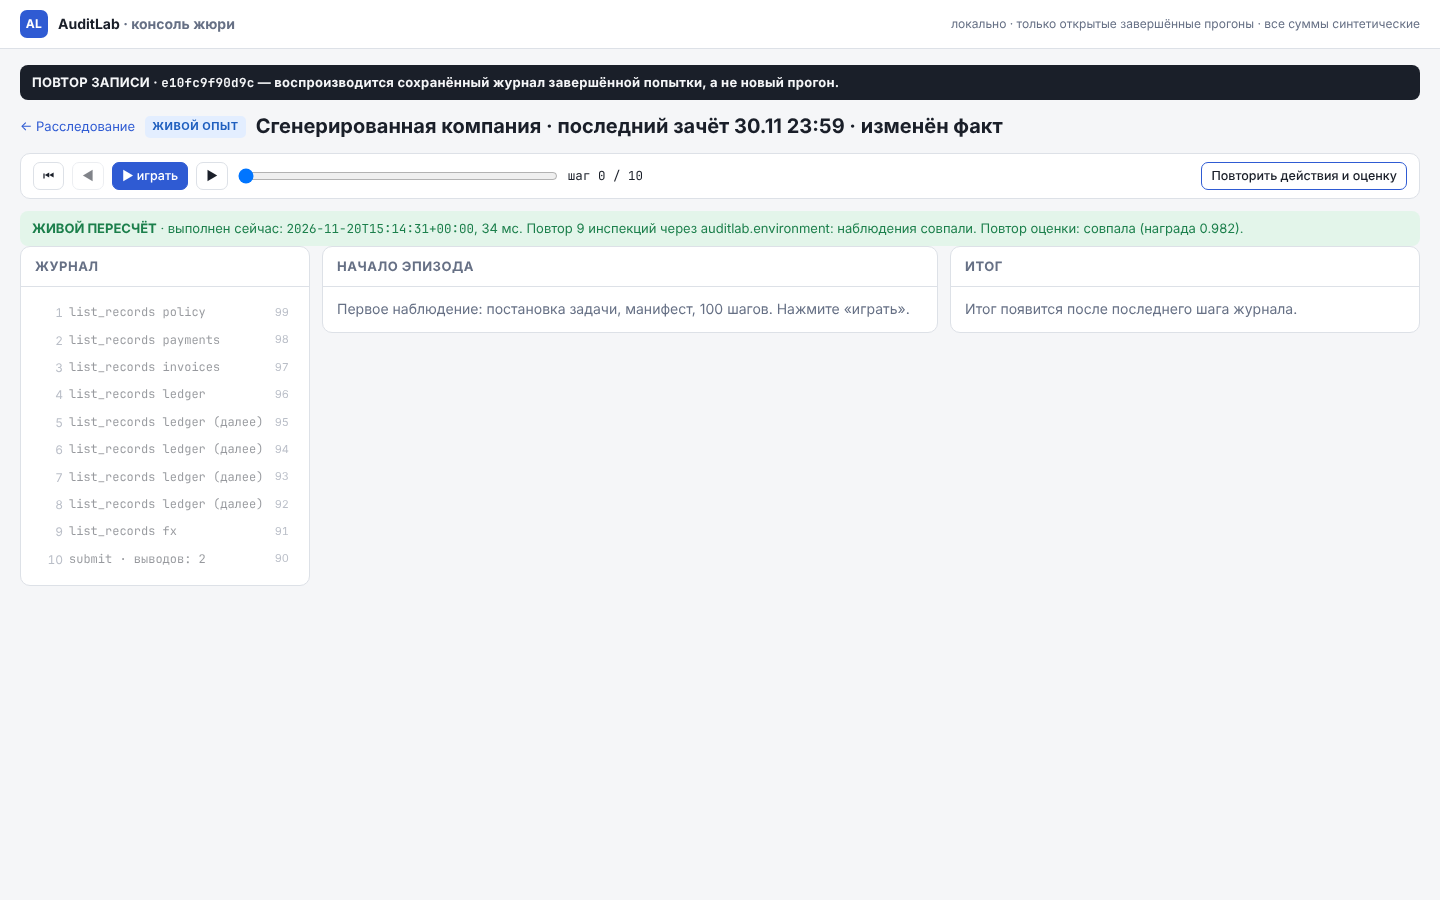 AL AuditLab · консоль жюри
локально · только открытые завершённые прогоны · все суммы синтетические
ПОВТОР ЗАПИСИ · e10fc9f90d9c — воспроизводится сохранённый журнал завершённой попытки, а не новый прогон.
← Расследование ЖИВОЙ ОПЫТ Сгенерированная компания · последний зачёт 30.11 23:59 · изменён факт
⏮ ◀ ▶ играть ▶ шаг 0 / 10 Повторить действия и оценку
ЖИВОЙ ПЕРЕСЧЁТ · выполнен сейчас: 2026-11-20T15:14:31+00:00, 34 мс. Повтор 9 инспекций через auditlab.environment: наблюдения совпали. Повтор оценки: совпала (награда 0.982).
ЖУРНАЛ
1 list_records policy 99
2 list_records payments 98
3 list_records invoices 97
4 list_records ledger 96
5 list_records ledger (далее) 95
6 list_records ledger (далее) 94
7 list_records ledger (далее) 93
8 list_records ledger (далее) 92
9 list_records fx 91
10 submit · выводов: 2 90
НАЧАЛО ЭПИЗОДА
Первое наблюдение: постановка задачи, манифест, 100 шагов. Нажмите «играть».
ИТОГ
Итог появится после последнего шага журнала.